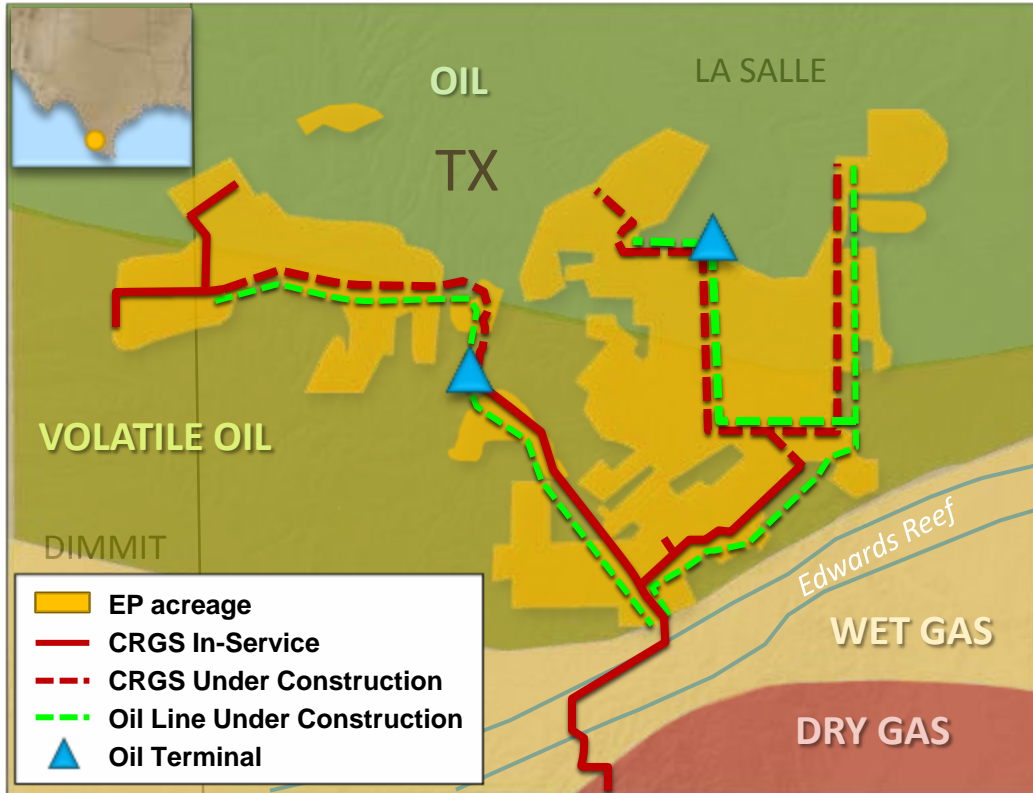 OIL
LA SALLE
TX
VOLATILE OIL
DIMMIT
Edwards Reef
WET GAS
DRY GAS
EP acreage
CRGS In-Service
CRGS Under Construction
Oil Line Under Construction
Oil Terminal